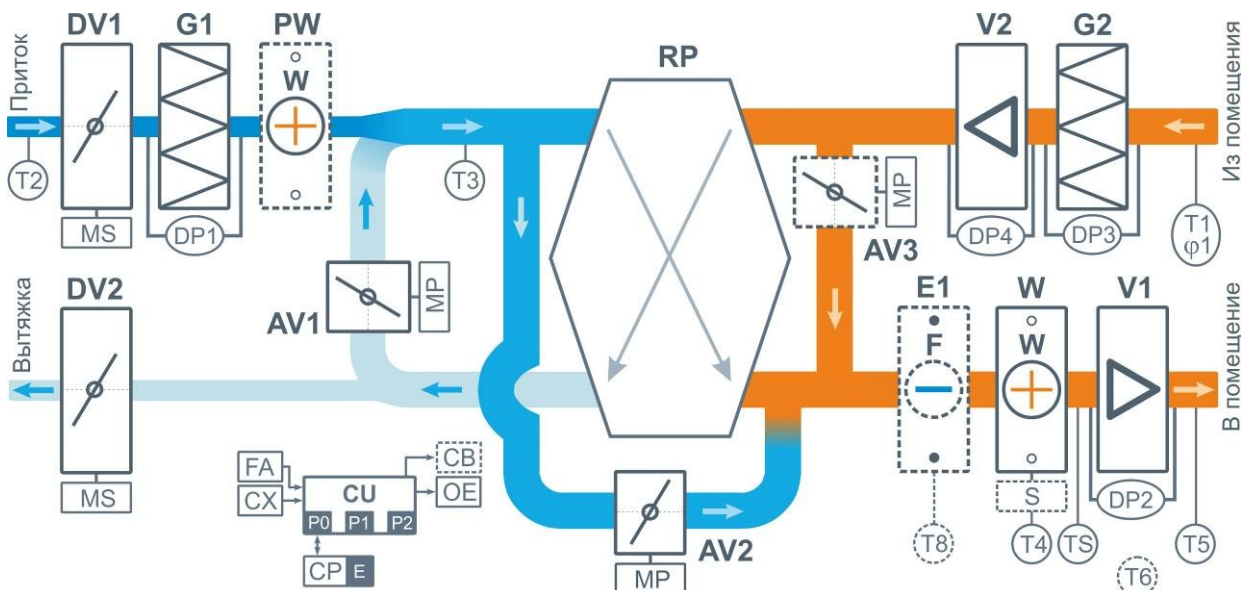 DV1
G1
PW
RP
V2
G2
Приток
W
Из помещения
T2
T3
MP
MS
DP1
DP4
DP3
T1
φ1
AV3
DV2
AV1
MP
E1
W
V1
Вытяжка
F
W
В помещение
FA
CX
CU
CB
OE
P0
P1
P2
CP
E
MS
AV2
MP
S
DP2
T8
T4
TS
T5
T6